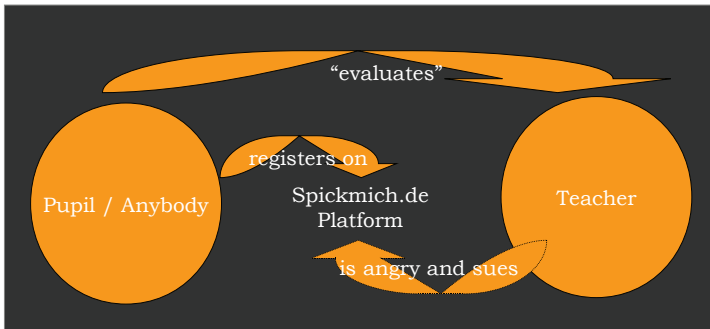 “evaluates”
registers on
Pupil / Anybody
Spickmich.de
Platform
Teacher
is angry and sues